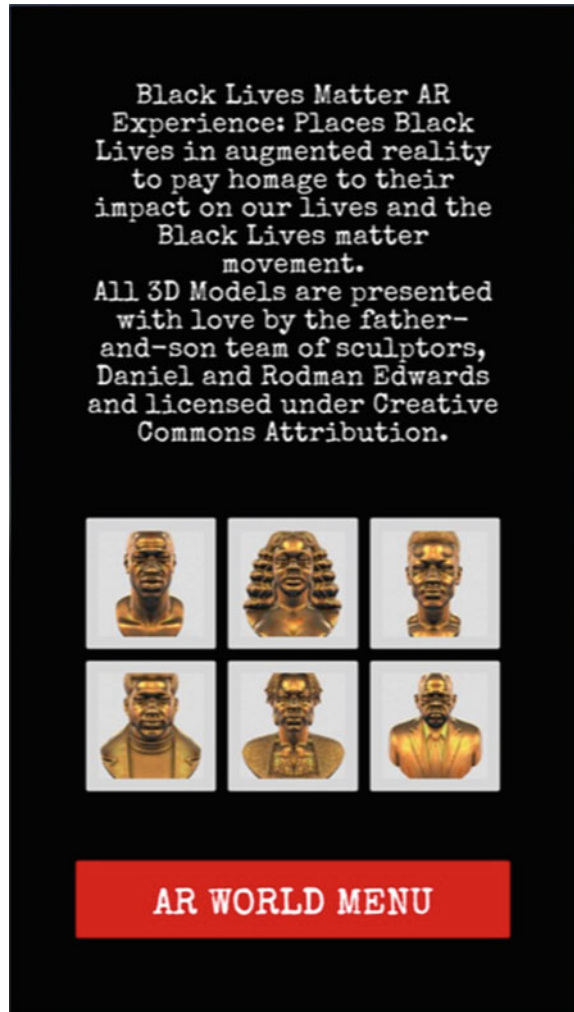 Black Lives Matter AR
Experience: Places Black
Lives in augmented reality
to pay homage to their
impact on our lives and the
Black Lives matter
movement.
All 3D Models are presented
with love by the father-
and-son team of sculptors,
Daniel and Rodman Edwards
and licensed under Creative
Commons Attribution.
AR WORLD MENU